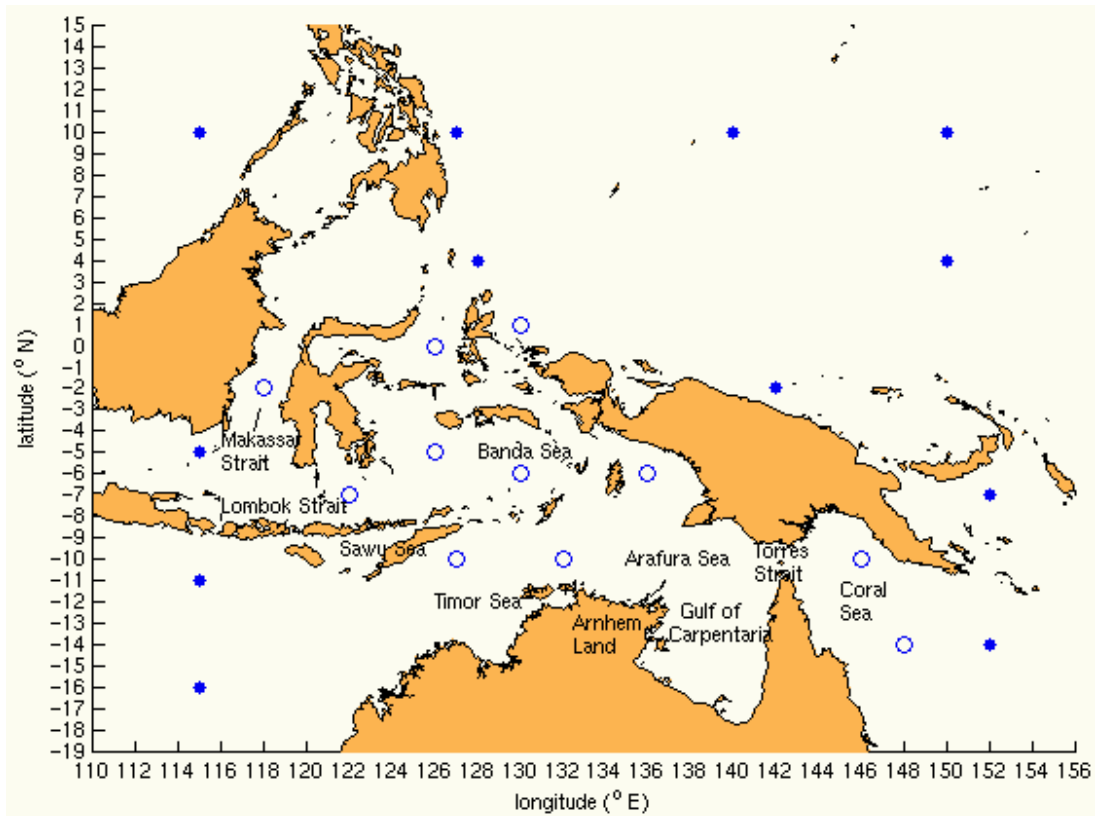 15
14
13
12
11
10
9
8
7
6
5
4
3
2
1
0
-1
-2
-3
-4
-5
-6
-7
-8
-9
-10
-11
-12
-13
-14
-15
-16
-17
-18
-19
latitude (° N)
Makassar
Strait
Banda Sea
Lombok Strait
Sawu Sea
Arafura Sea
Torres
Strait
Timor Sea
Coral
Sea
Gulf of
Carpentaria
Arnhem
Land
110 112 114 116 118 120 122 124 126 128 130 132 134 136 138 140 142 144 146 148 150 152 154 156
longitude (° E)